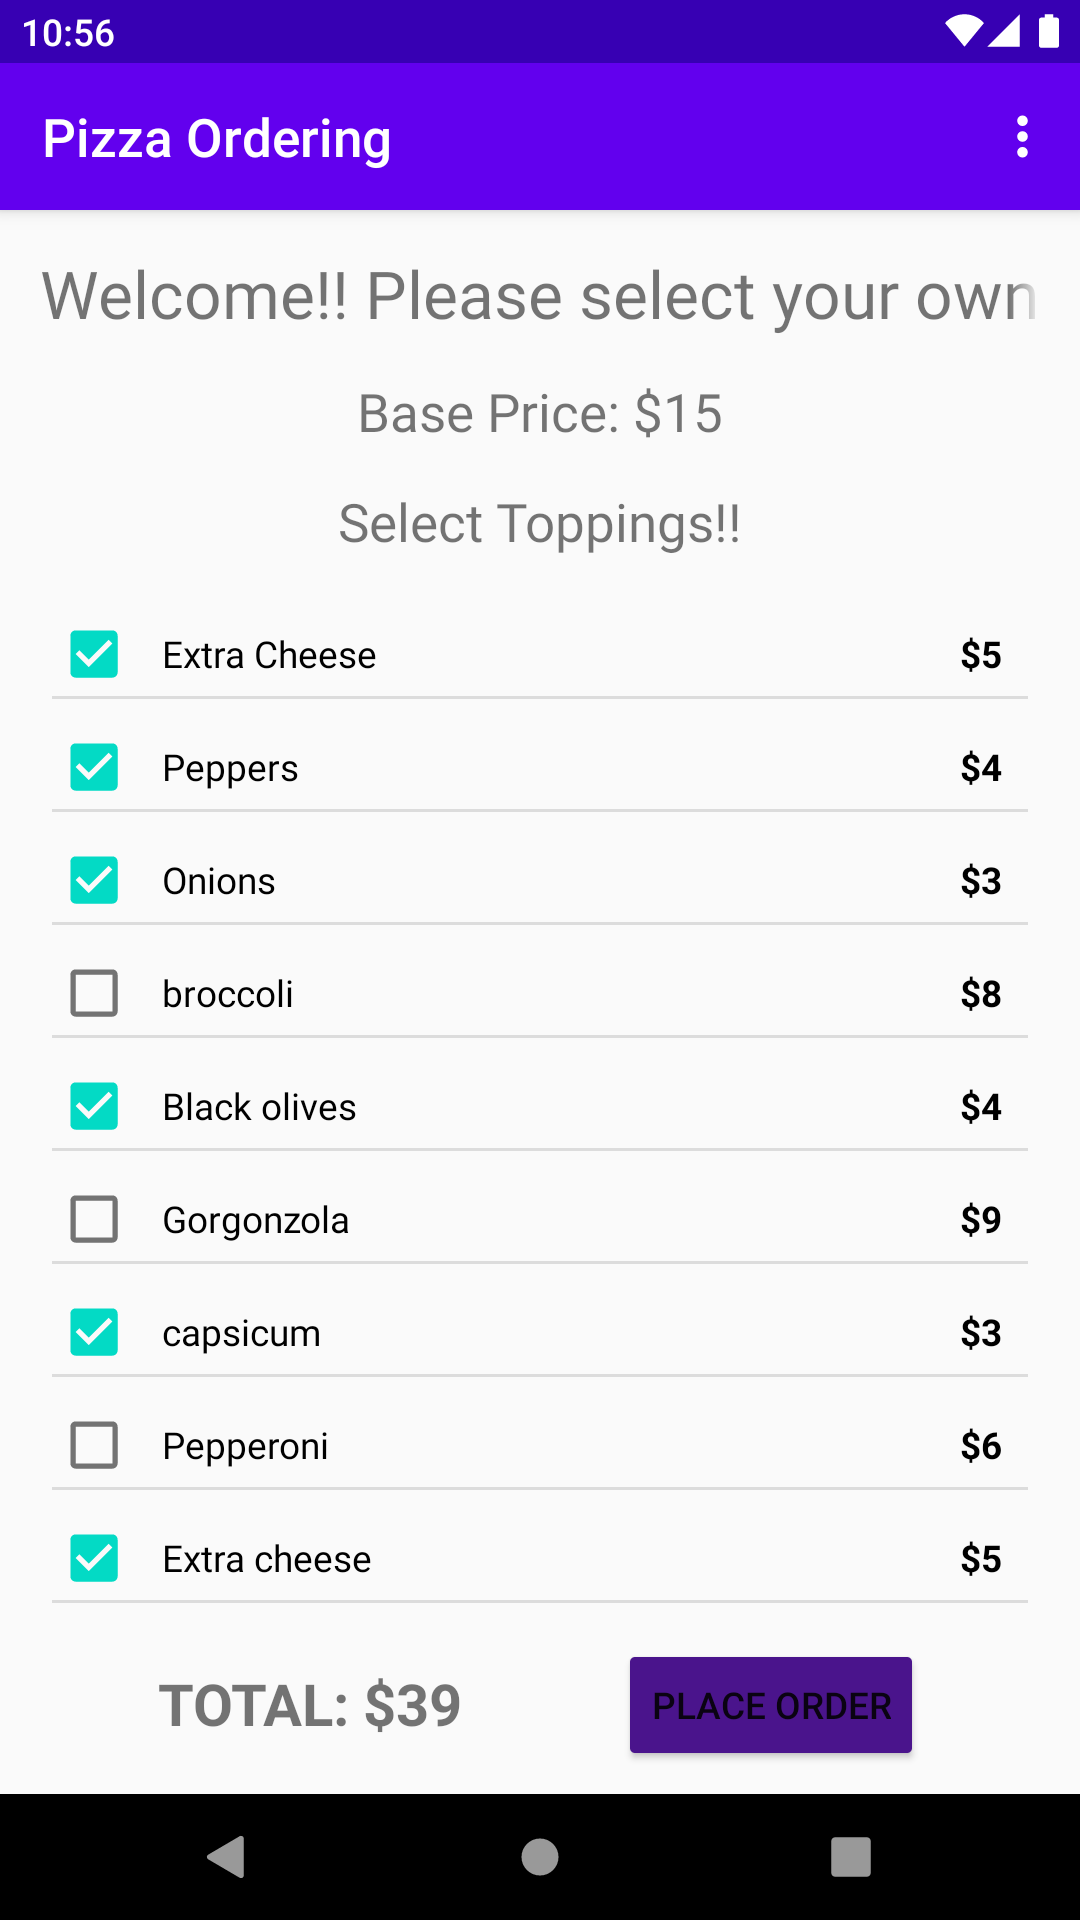 10:56
Pizza Ordering
Welcome!! Please select your own
Base Price: $15
Select Toppings!!
Extra Cheese $5
Peppers $4
Onions $3
broccoli $8
Black olives $4
Gorgonzola $9
capsicum $3
Pepperoni $6
Extra cheese $5
TOTAL: $39 PLACE ORDER